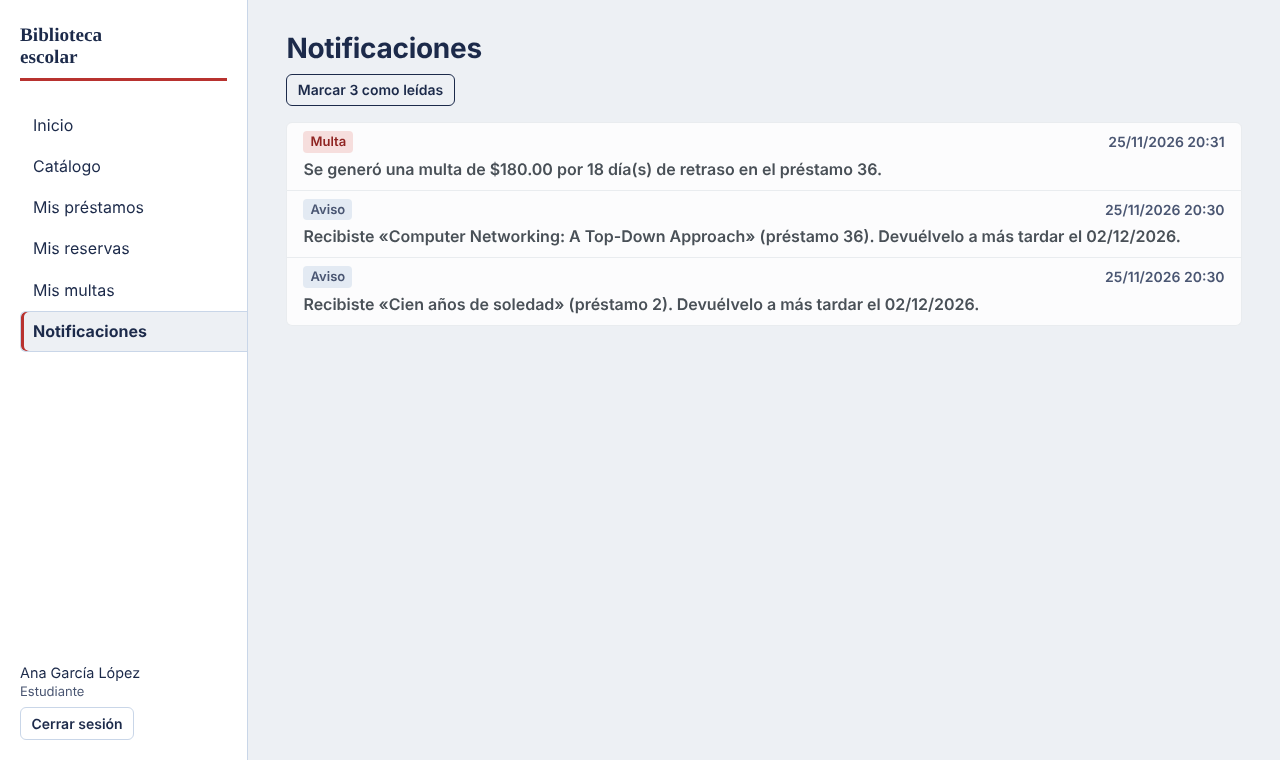 Biblioteca
escolar
Inicio
Catálogo
Mis préstamos
Mis reservas
Mis multas
Notificaciones
Ana García López
Estudiante
Cerrar sesión
Notificaciones
Marcar 3 como leídas
Multa 25/11/2026 20:31
Se generó una multa de $180.00 por 18 día(s) de retraso en el préstamo 36.
Aviso 25/11/2026 20:30
Recibiste «Computer Networking: A Top-Down Approach» (préstamo 36). Devuélvelo a más tardar el 02/12/2026.
Aviso 25/11/2026 20:30
Recibiste «Cien años de soledad» (préstamo 2). Devuélvelo a más tardar el 02/12/2026.